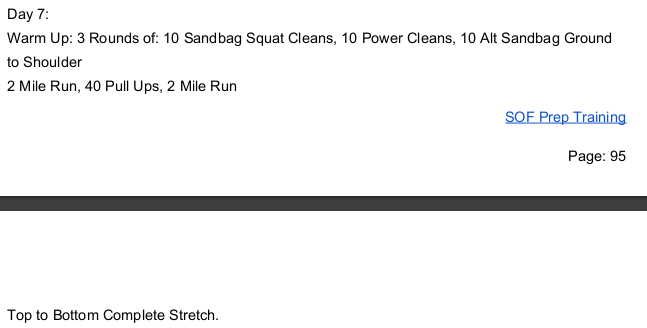 Day 7:
Warm Up: 3 Rounds of: 10 Sandbag Squat Cleans, 10 Power Cleans, 10 Alt Sandbag Ground
to Shoulder
2 Mile Run, 40 Pull Ups, 2 Mile Run
SOF Prep Training
Page: 95
Top to Bottom Complete Stretch.